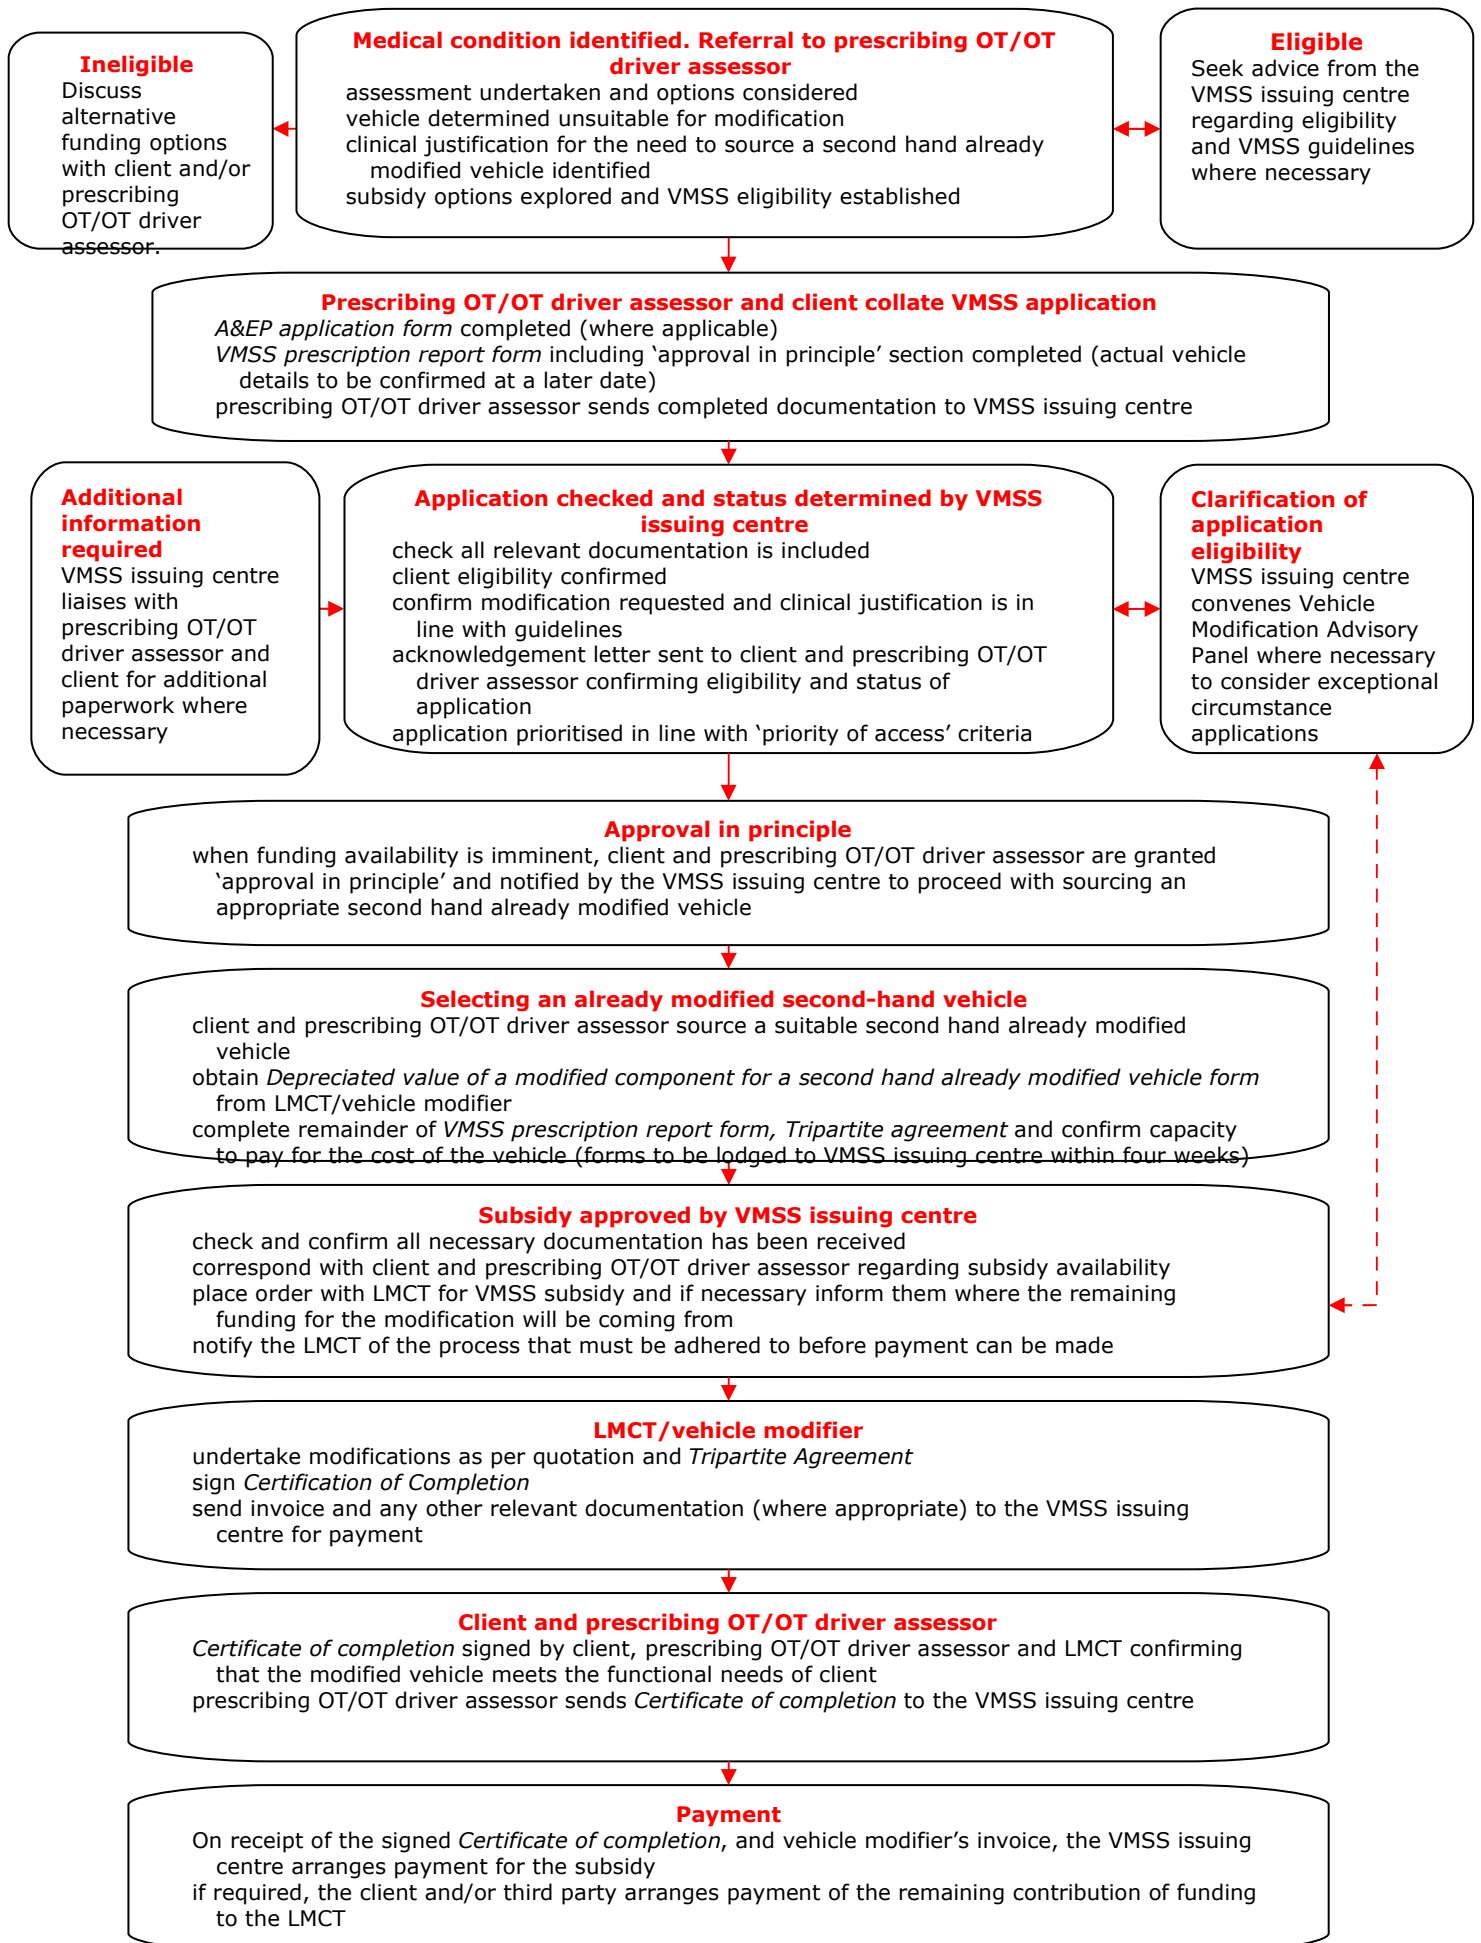 Ineligible
Discuss
alternative
funding options
with client and/or
prescribing
OT/OT driver
assessor.
Medical condition identified. Referral to prescribing OT/OT
driver assessor
assessment undertaken and options considered
vehicle determined unsuitable for modification
clinical justification for the need to source a second hand already
modified vehicle identified
subsidy options explored and VMSS eligibility established
Eligible
Seek advice from the
VMSS issuing centre
regarding eligibility
and VMSS guidelines
where necessary
Prescribing OT/OT driver assessor and client collate VMSS application
A&EP application form completed (where applicable)
VMSS prescription report form including ‘approval in principle’ section completed (actual vehicle
details to be confirmed at a later date)
prescribing OT/OT driver assessor sends completed documentation to VMSS issuing centre
Additional
information
required
VMSS issuing centre
liaises with
prescribing OT/OT
driver assessor and
client for additional
paperwork where
necessary
Application checked and status determined by VMSS
issuing centre
check all relevant documentation is included
client eligibility confirmed
confirm modification requested and clinical justification is in
line with guidelines
acknowledgement letter sent to client and prescribing OT/OT
driver assessor confirming eligibility and status of
application
application prioritised in line with ‘priority of access’ criteria
Clarification of
application
eligibility
VMSS issuing centre
convenes Vehicle
Modification Advisory
Panel where necessary
to consider exceptional
circumstance
applications
Approval in principle
when funding availability is imminent, client and prescribing OT/OT driver assessor are granted
‘approval in principle’ and notified by the VMSS issuing centre to proceed with sourcing an
appropriate second hand already modified vehicle
Selecting an already modified second-hand vehicle
client and prescribing OT/OT driver assessor source a suitable second hand already modified
vehicle
obtain Depreciated value of a modified component for a second hand already modified vehicle form
from LMCT/vehicle modifier
complete remainder of VMSS prescription report form, Tripartite agreement and confirm capacity
to pay for the cost of the vehicle (forms to be lodged to VMSS issuing centre within four weeks)
Subsidy approved by VMSS issuing centre
check and confirm all necessary documentation has been received
correspond with client and prescribing OT/OT driver assessor regarding subsidy availability
place order with LMCT for VMSS subsidy and if necessary inform them where the remaining
funding for the modification will be coming from
notify the LMCT of the process that must be adhered to before payment can be made
LMCT/vehicle modifier
undertake modifications as per quotation and Tripartite Agreement
sign Certification of Completion
send invoice and any other relevant documentation (where appropriate) to the VMSS issuing
centre for payment
Client and prescribing OT/OT driver assessor
Certificate of completion signed by client, prescribing OT/OT driver assessor and LMCT confirming
that the modified vehicle meets the functional needs of client
prescribing OT/OT driver assessor sends Certificate of completion to the VMSS issuing centre
Payment
On receipt of the signed Certificate of completion, and vehicle modifier’s invoice, the VMSS issuing
centre arranges payment for the subsidy
if required, the client and/or third party arranges payment of the remaining contribution of funding
to the LMCT